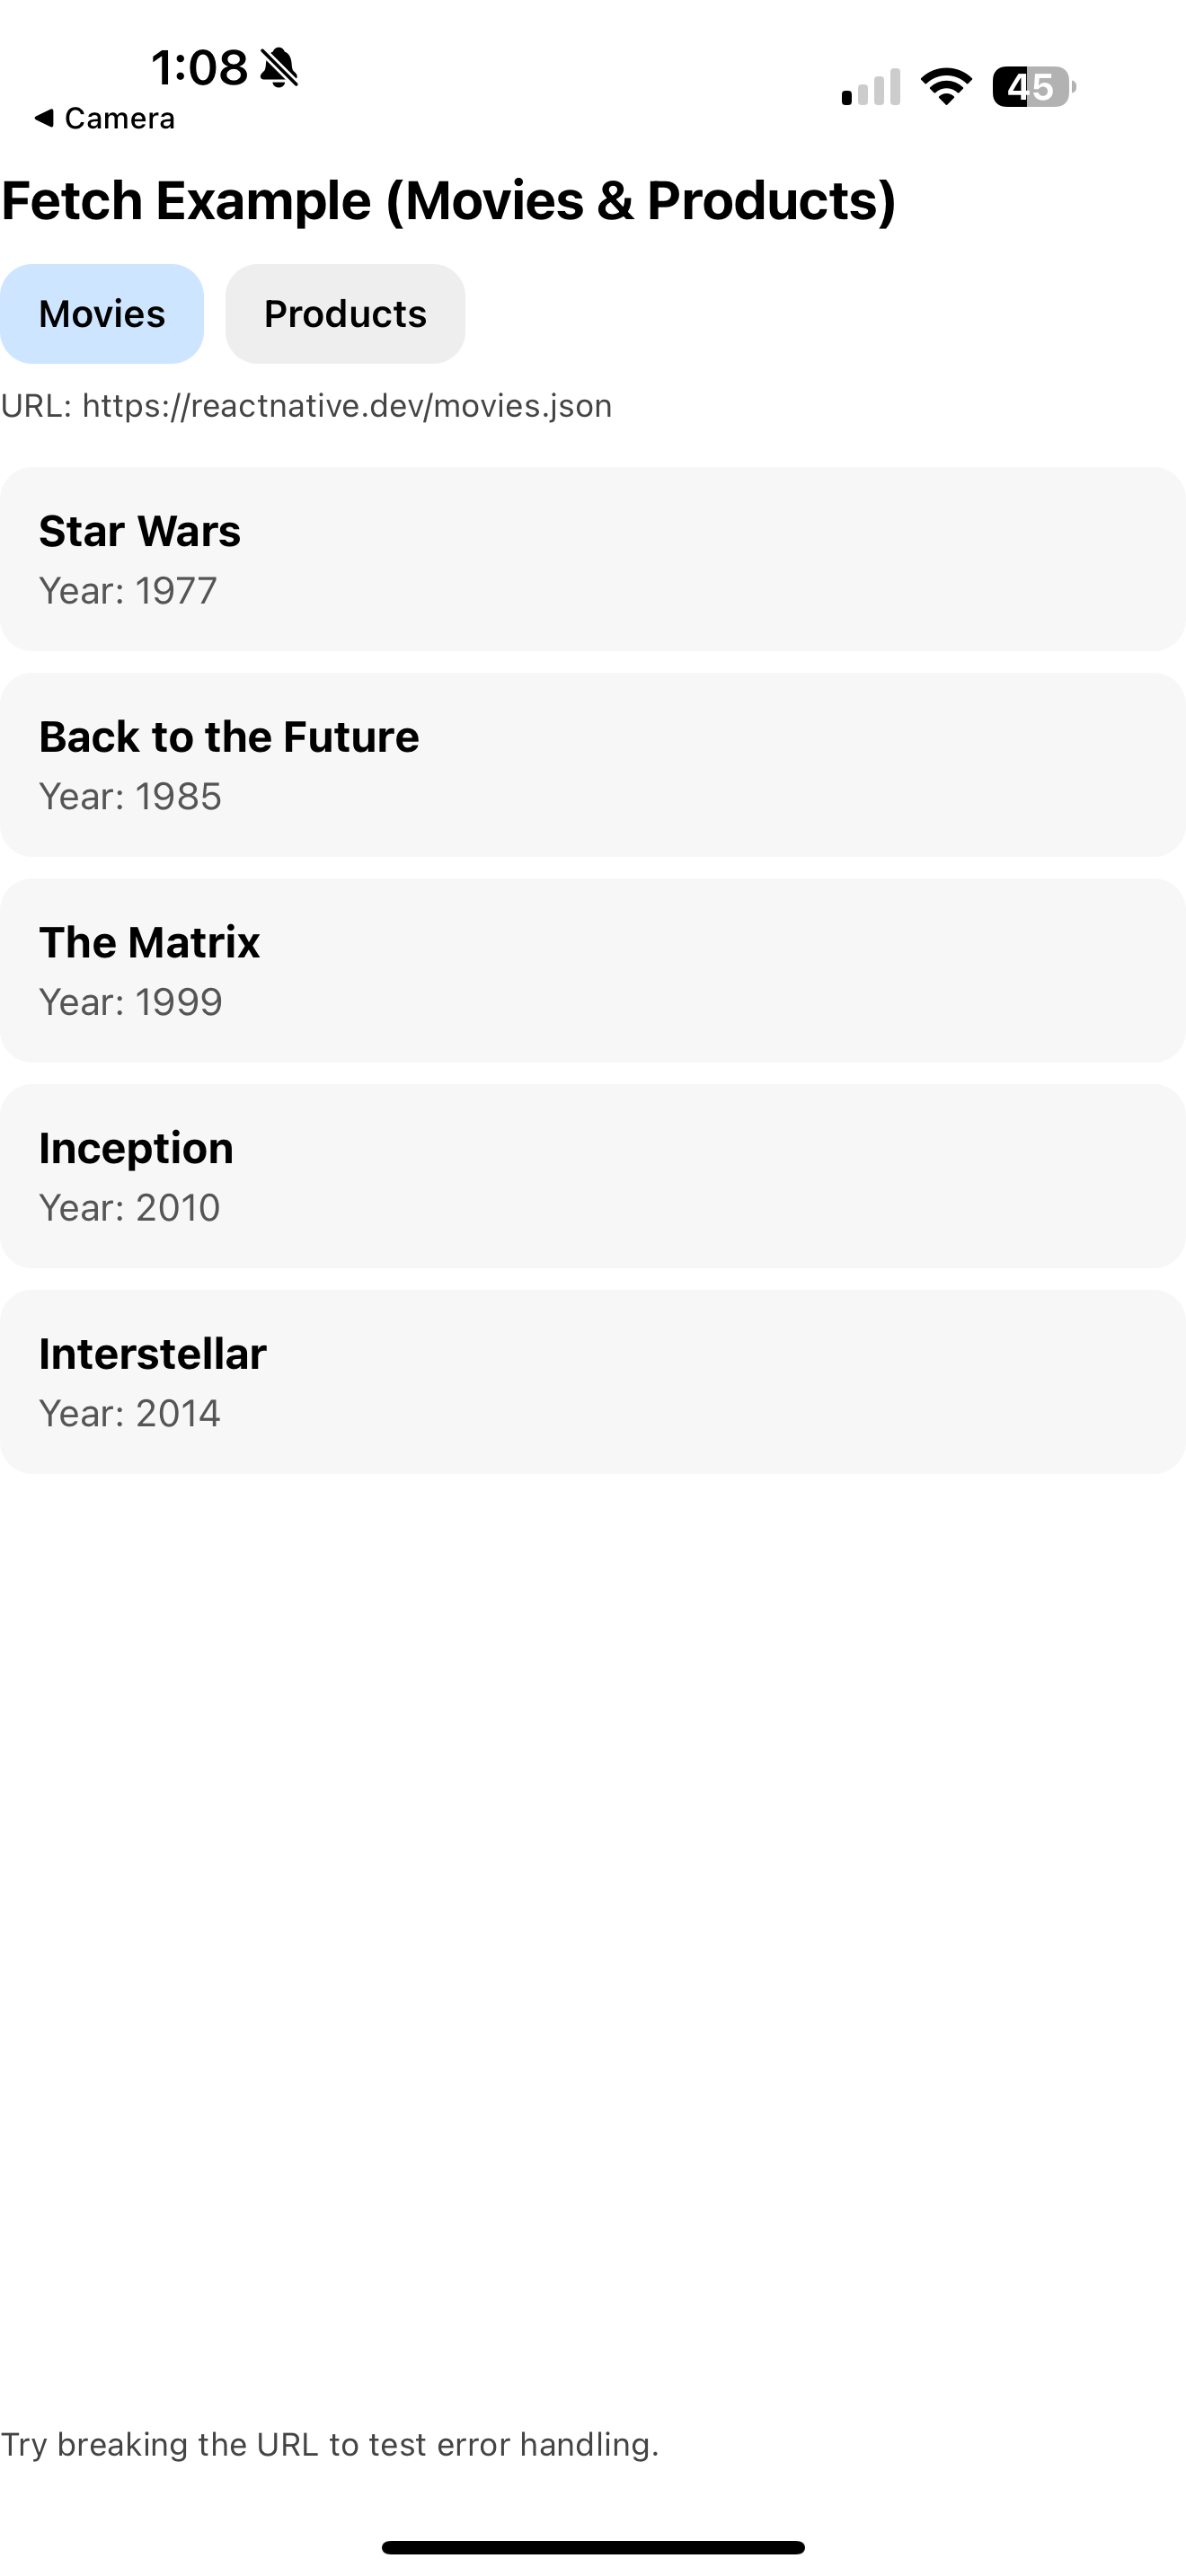 1:08
45
◀ Camera
Fetch Example (Movies & Products)
Movies
Products
URL: https://reactnative.dev/movies.json
Star Wars
Year: 1977
Back to the Future
Year: 1985
The Matrix
Year: 1999
Inception
Year: 2010
Interstellar
Year: 2014
Try breaking the URL to test error handling.